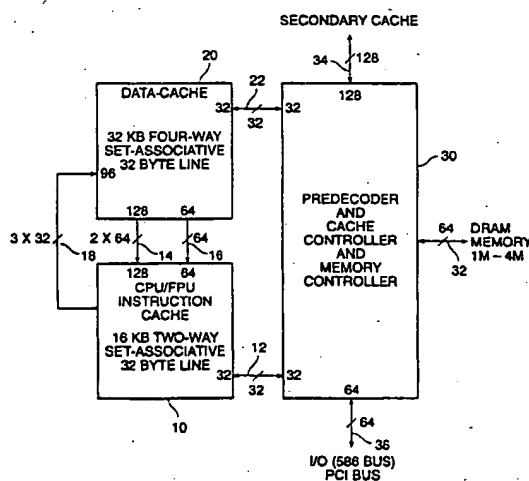 SECONDARY CACHE
34
128
20
128
DATA-CACHE
22
32
32
32
32 KB FOUR-WAY
SET-ASSOCIATIVE
32 BYTE LINE
30
96
PREDECODER
AND
CACHE
CONTROLLER
AND
MEMORY
CONTROLLER
128
64
64
DRAM
MEMORY
1M – 4M
32
3 X 32
18
2 X 64
14
64
16
128
64
CPU/FPU
INSTRUCTION
CACHE
16 KB TWO-WAY
SET-ASSOCIATIVE
32 BYTE LINE
12
32
32
32
10
64
64
36
I/O (586 BUS)
PCI BUS